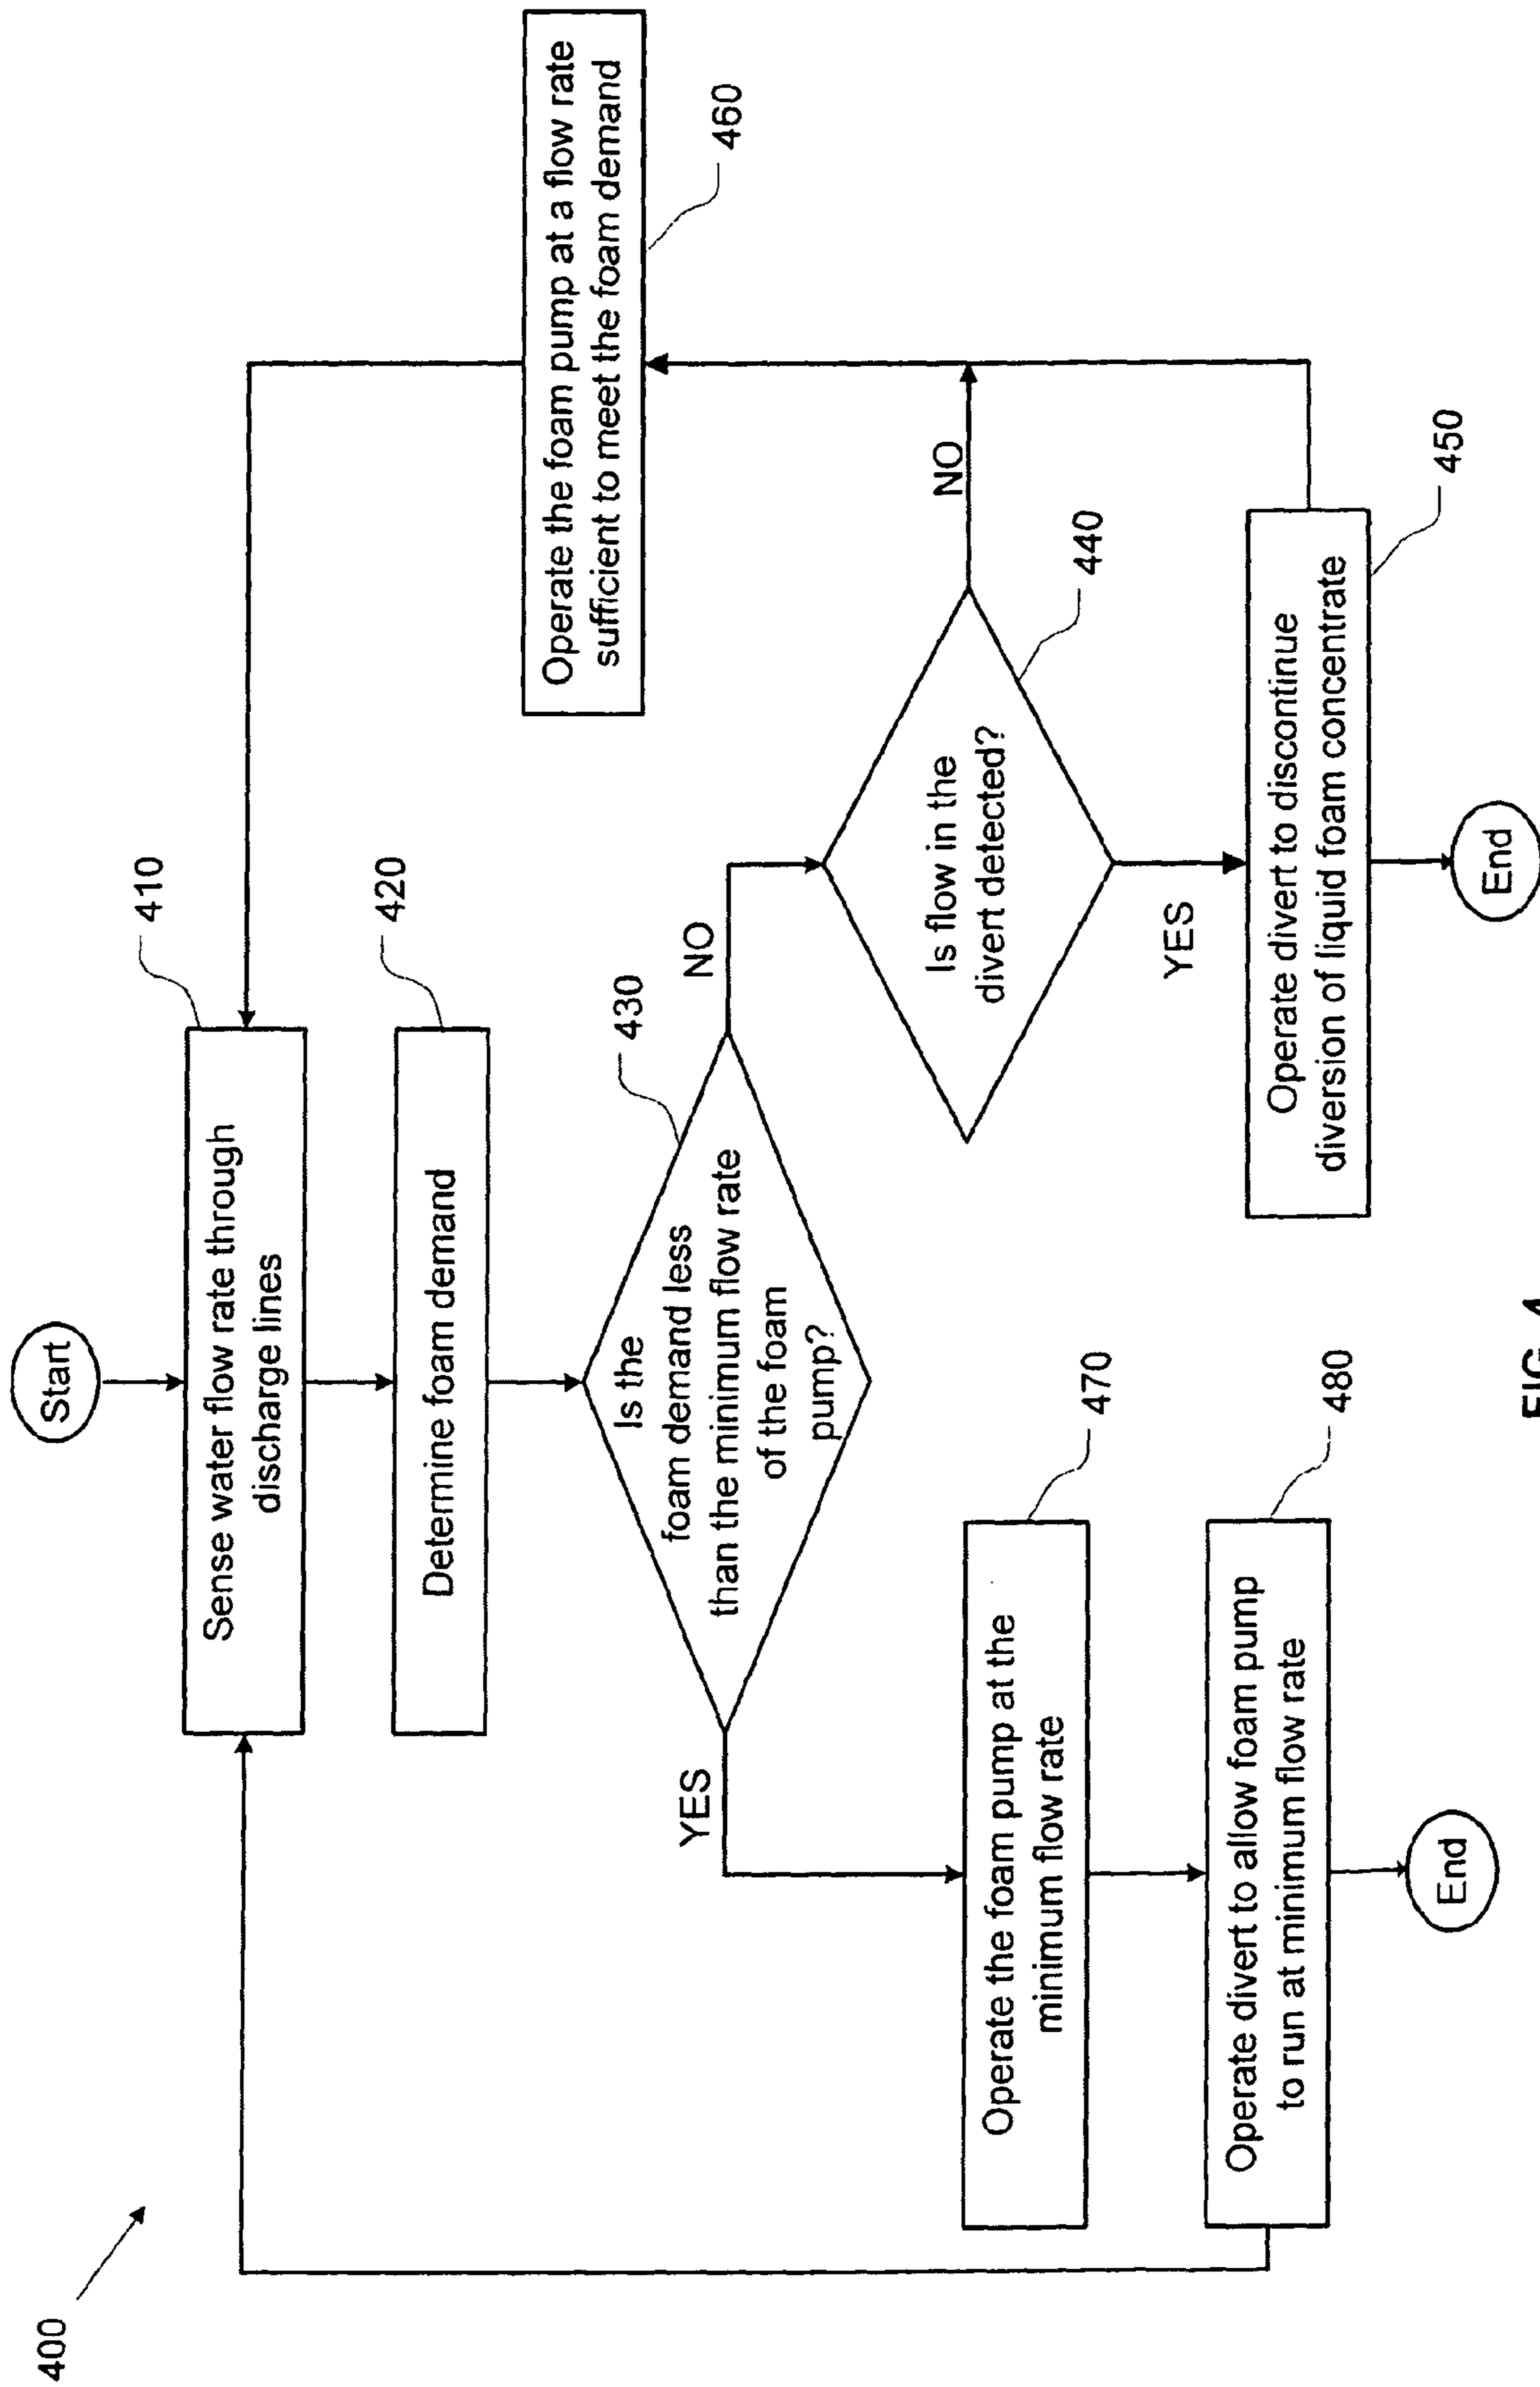 400
Start
Sense water flow rate through
discharge lines
410
Determine foam demand
420
Is the
foam demand less
than the minimum flow rate
of the foam
pump?
430
YES
NO
Operate the foam pump at a flow rate
sufficient to meet the foam demand
460
Is flow in the
divert detected?
440
NO
YES
Operate divert to discontinue
diversion of liquid foam concentrate
450
End
Operate the foam pump at the
minimum flow rate
470
Operate divert to allow foam pump
to run at minimum flow rate
480
End